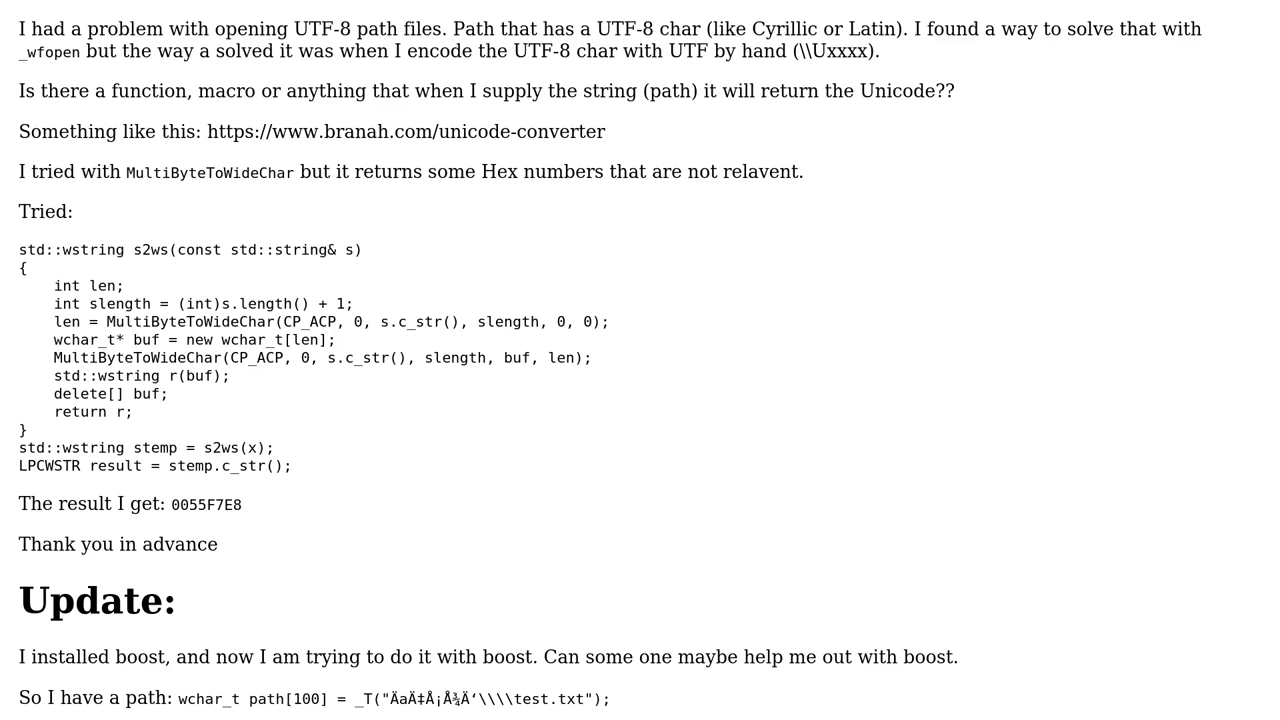 I had a problem with opening UTF-8 path files. Path that has a UTF-8 char (like Cyrillic or Latin). I found a way to solve that with
_wfopen but the way a solved it was when I encode the UTF-8 char with UTF by hand (\\Uxxxx).
Is there a function, macro or anything that when I supply the string (path) it will return the Unicode??
Something like this: https://www.branah.com/unicode-converter
I tried with MultiByteToWideChar but it returns some Hex numbers that are not relavent.
Tried:
std::wstring s2ws(const std::string& s)
{
    int len;
    int slength = (int)s.length() + 1;
    len = MultiByteToWideChar(CP_ACP, 0, s.c_str(), slength, 0, 0);
    wchar_t* buf = new wchar_t[len];
    MultiByteToWideChar(CP_ACP, 0, s.c_str(), slength, buf, len);
    std::wstring r(buf);
    delete[] buf;
    return r;
}
std::wstring stemp = s2ws(x);
LPCWSTR result = stemp.c_str();
The result I get: 0055F7E8
Thank you in advance
Update:
I installed boost, and now I am trying to do it with boost. Can some one maybe help me out with boost.
So I have a path: wchar_t path[100] = _T("ÄaÄ‡Å¡Å¾Ä‘\\\\test.txt");